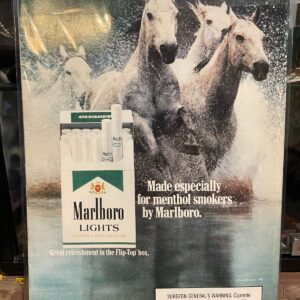 Marlboro
LIGHTS
Great refreshment in the Flip-Top box.
Made especially
for menthol smokers
by Marlboro.
SURGEON GENERAL'S WARNING: Cigarette